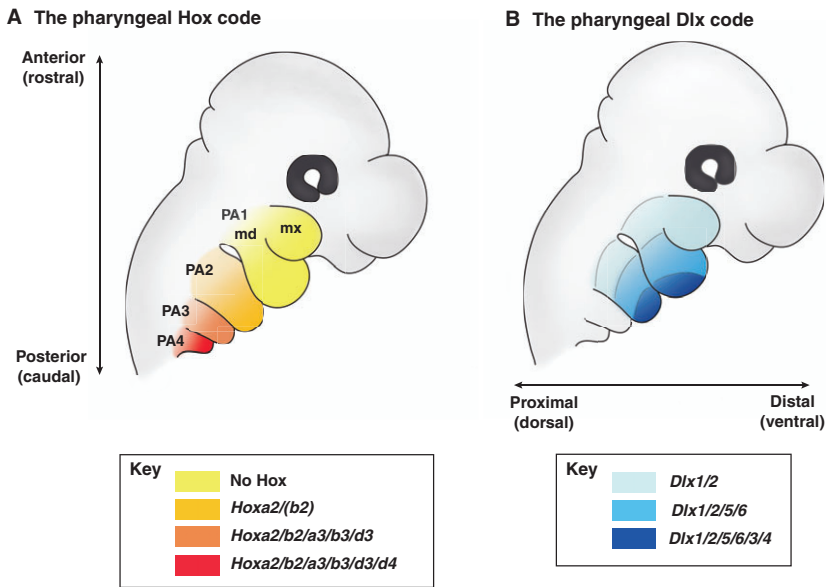 A The pharyngeal Hox code
Anterior
(rostral)
PA1
md
mx
PA2
PA3
PA4
Posterior
(caudal)
Key
No Hox
Hoxa2/(b2)
Hoxa2/b2/a3/b3/d3
Hoxa2/b2/a3/b3/d3/d4
B The pharyngeal Dlx code
Proximal
(dorsal)
Distal
(ventral)
Key
Dlx1/2
Dlx1/2/5/6
Dlx1/2/5/6/3/4